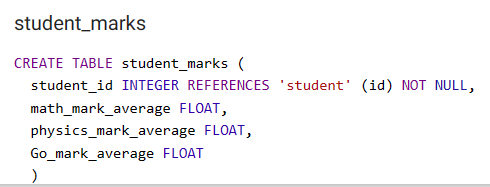 student_marks
CREATE TABLE student_marks (
student_id INTEGER REFERENCES 'student' (id) NOT NULL,
math_mark_average FLOAT,
physics_mark_average FLOAT,
Go_mark_average FLOAT
)